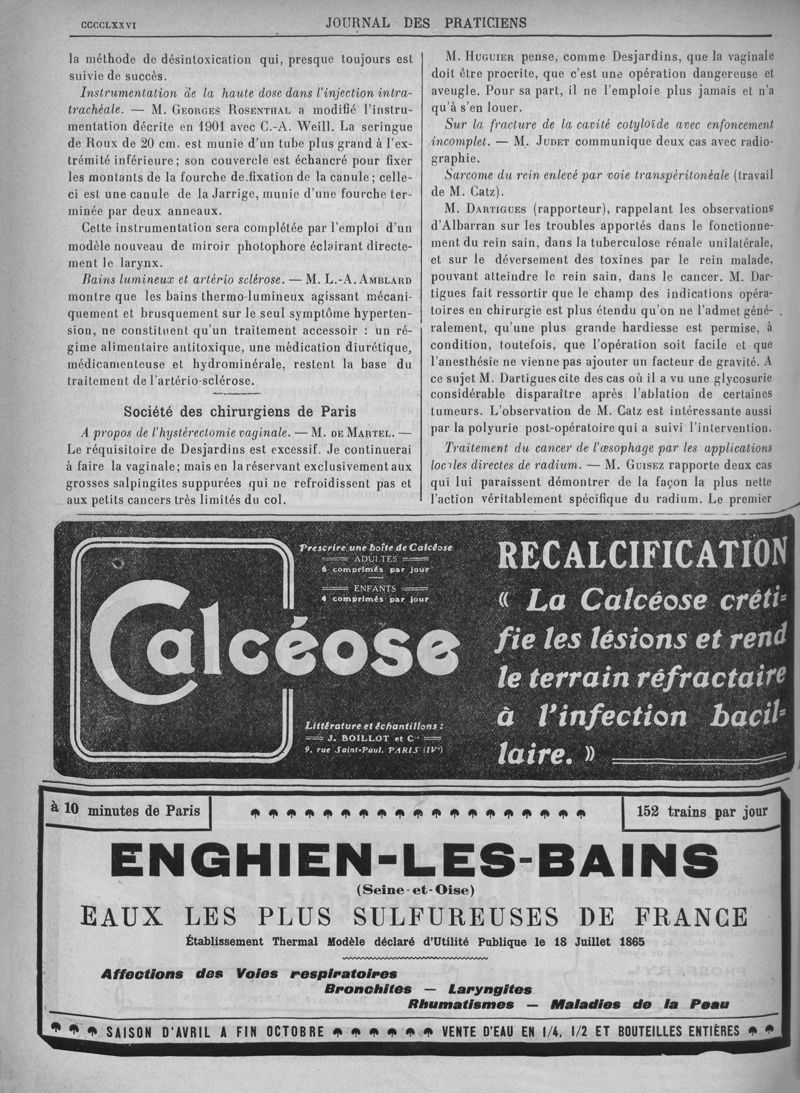 CCCCLXXVI
JOURNAL DES PRATICIENS
la méthode de désintoxication qui, presque toujours est
suivie de succès.
Instrumentation de la haute dose dans l'injection intra-
trachéale. — M. GEORGES ROSENTHAL a modifié l'instru-
mentation décrite en 1901 avec C.-A. Weill. La seringue
de Roux de 20 cm. est munie d'un tube plus grand à l'ex-
trémité inférieure ; son couvercle est échancré pour fixer
les montants de la fourche de fixation de la canule ; celle-
ci est une canule de la Jarrige, munie d'une fourche ter-
minée par deux anneaux.
Cette instrumentation sera complétée par l'emploi d'un
modèle nouveau de miroir photophore éclairant directe-
ment le larynx.
Bains lumineux et artério sclérose. — M. L.-A. AMBLARD
montre que les bains thermo-lumineux agissant mécani-
quement et brusquement sur le seul symptôme hyperten-
sion, ne constituent qu'un traitement accessoir : un ré-
gime alimentaire antitoxique, une médication diurétique,
médicamenteuse et hydrominérale, restent la base du
traitement de l'artério-sclérose.
Société des chirurgiens de Paris
A propos de l'hystérectomie vaginale. — M. DE MARTEL. —
Le réquisitoire de Desjardins est excessif. Je continuerai
à faire la vaginale ; mais en la réservant exclusivement aux
grosses salpingites suppurées qui ne refroidissent pas et
aux petits cancers très limités du col.
M. HUGUIER pense, comme Desjardins, que la vaginale
doit être procrite, que c'est une opération dangereuse et
aveugle. Pour sa part, il ne l'emploie plus jamais et n'a
qu'à s'en louer.
Sur la fracture de la cavité cotyloïde avec enfoncement
incomplet. — M. JUDET communique deux cas avec radio-
graphie.
Sarcome du rein enlevé par voie transpéritonéale (travail
de M. Catz).
M. DARTIGUES (rapporteur), rappelant les observations
d'Albarran sur les troubles apportés dans le fonctionne-
ment du rein sain, dans la tuberculose rénale unilatérale,
et sur le déversement des toxines par le rein malade,
pouvant atteindre le rein sain, dans le cancer. M. Dar-
tigues fait ressortir que le champ des indications opéra-
toires en chirurgie est plus étendu qu'on ne l'admet géné-
ralement, qu'une plus grande hardiesse est permise, à
condition, toutefois, que l'opération soit facile et que
l'anesthésie ne vienne pas ajouter un facteur de gravité. A
ce sujet M. Dartigues cite des cas où il a vu une glycosurie
considérable disparaître après l'ablation de certaines
tumeurs. L'observation de M. Catz est intéressante aussi
par la polyurie post-opératoire qui a suivi l'intervention.
Traitement du cancer de l'œsophage par les applications
locales directes de radium. — M. GUISEZ rapporte deux cas
qui lui paraissent démontrer de la façon la plus nette
l'action véritablement spécifique du radium. Le premier
Calcéose
Prescrire une boîte de Calcéose
ADULTES
6 comprimés par jour
ENFANTS
4 comprimés par jour
Littérature et échantillons :
J. BOILLOT et Cie
9, rue Saint-Paul, PARIS (IVe)
RECALCIFICATION
« La Calcéose créti-
fie les lésions et rend
le terrain réfractaire
à l'infection bacil-
laire. »
à 10 minutes de Paris
152 trains par jour
ENGHIEN-LES-BAINS
(Seine-et-Oise)
EAUX LES PLUS SULFUREUSES DE FRANCE
Établissement Thermal Modèle déclaré d'Utilité Publique le 18 Juillet 1865
Affections des Voies respiratoires
Bronchites — Laryngites
Rhumatismes — Maladies de la Peau
SAISON D'AVRIL A FIN OCTOBRE
VENTE D'EAU EN 1/4, 1/2 ET BOUTEILLES ENTIÈRES